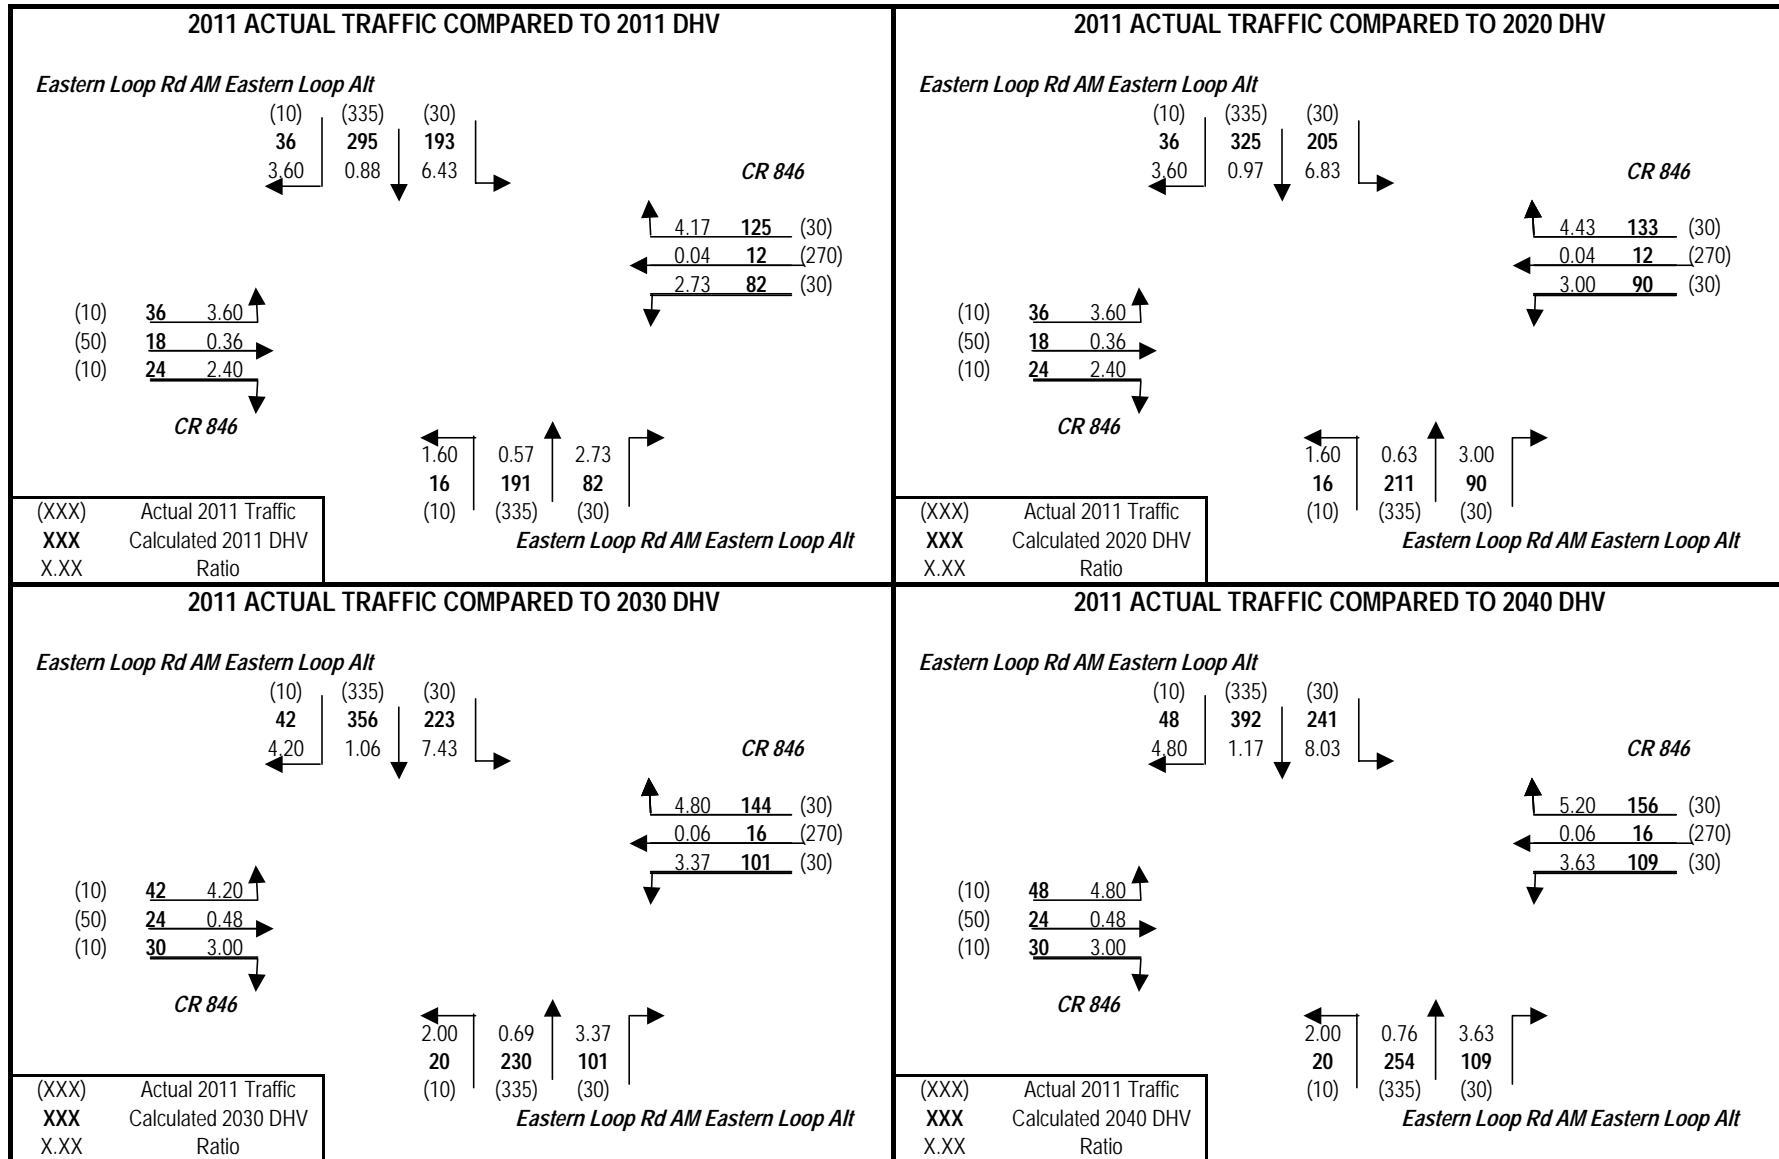 2011 ACTUAL TRAFFIC COMPARED TO 2011 DHV
Eastern Loop Rd AM Eastern Loop Alt
(10) (335) (30)
36 295 193
3.60 0.88 6.43
CR 846
4.17 125 (30)
0.04 12 (270)
2.73 82 (30)
(10) 36 3.60
(50) 18 0.36
(10) 24 2.40
CR 846
1.60 0.57 2.73
16 191 82
(10) (335) (30)
Eastern Loop Rd AM Eastern Loop Alt
(XXX) Actual 2011 Traffic
XXX Calculated 2011 DHV
X.XX Ratio
2011 ACTUAL TRAFFIC COMPARED TO 2020 DHV
Eastern Loop Rd AM Eastern Loop Alt
(10) (335) (30)
36 325 205
3.60 0.97 6.83
CR 846
4.43 133 (30)
0.04 12 (270)
3.00 90 (30)
(10) 36 3.60
(50) 18 0.36
(10) 24 2.40
CR 846
1.60 0.63 3.00
16 211 90
(10) (335) (30)
Eastern Loop Rd AM Eastern Loop Alt
(XXX) Actual 2011 Traffic
XXX Calculated 2020 DHV
X.XX Ratio
2011 ACTUAL TRAFFIC COMPARED TO 2030 DHV
Eastern Loop Rd AM Eastern Loop Alt
(10) (335) (30)
42 356 223
4.20 1.06 7.43
CR 846
4.80 144 (30)
0.06 16 (270)
3.37 101 (30)
(10) 42 4.20
(50) 24 0.48
(10) 30 3.00
CR 846
2.00 0.69 3.37
20 230 101
(10) (335) (30)
Eastern Loop Rd AM Eastern Loop Alt
(XXX) Actual 2011 Traffic
XXX Calculated 2030 DHV
X.XX Ratio
2011 ACTUAL TRAFFIC COMPARED TO 2040 DHV
Eastern Loop Rd AM Eastern Loop Alt
(10) (335) (30)
48 392 241
4.80 1.17 8.03
CR 846
5.20 156 (30)
0.06 16 (270)
3.63 109 (30)
(10) 48 4.80
(50) 24 0.48
(10) 30 3.00
CR 846
2.00 0.76 3.63
20 254 109
(10) (335) (30)
Eastern Loop Rd AM Eastern Loop Alt
(XXX) Actual 2011 Traffic
XXX Calculated 2040 DHV
X.XX Ratio